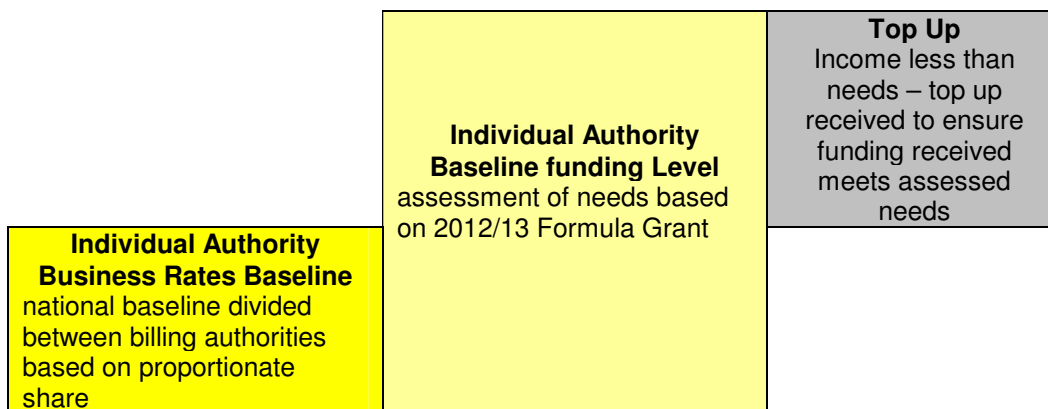 Individual Authority
Business Rates Baseline
national baseline divided
between billing authorities
based on proportionate
share
Individual Authority
Baseline funding Level
assessment of needs based
on 2012/13 Formula Grant
Top Up
Income less than
needs – top up
received to ensure
funding received
meets assessed
needs